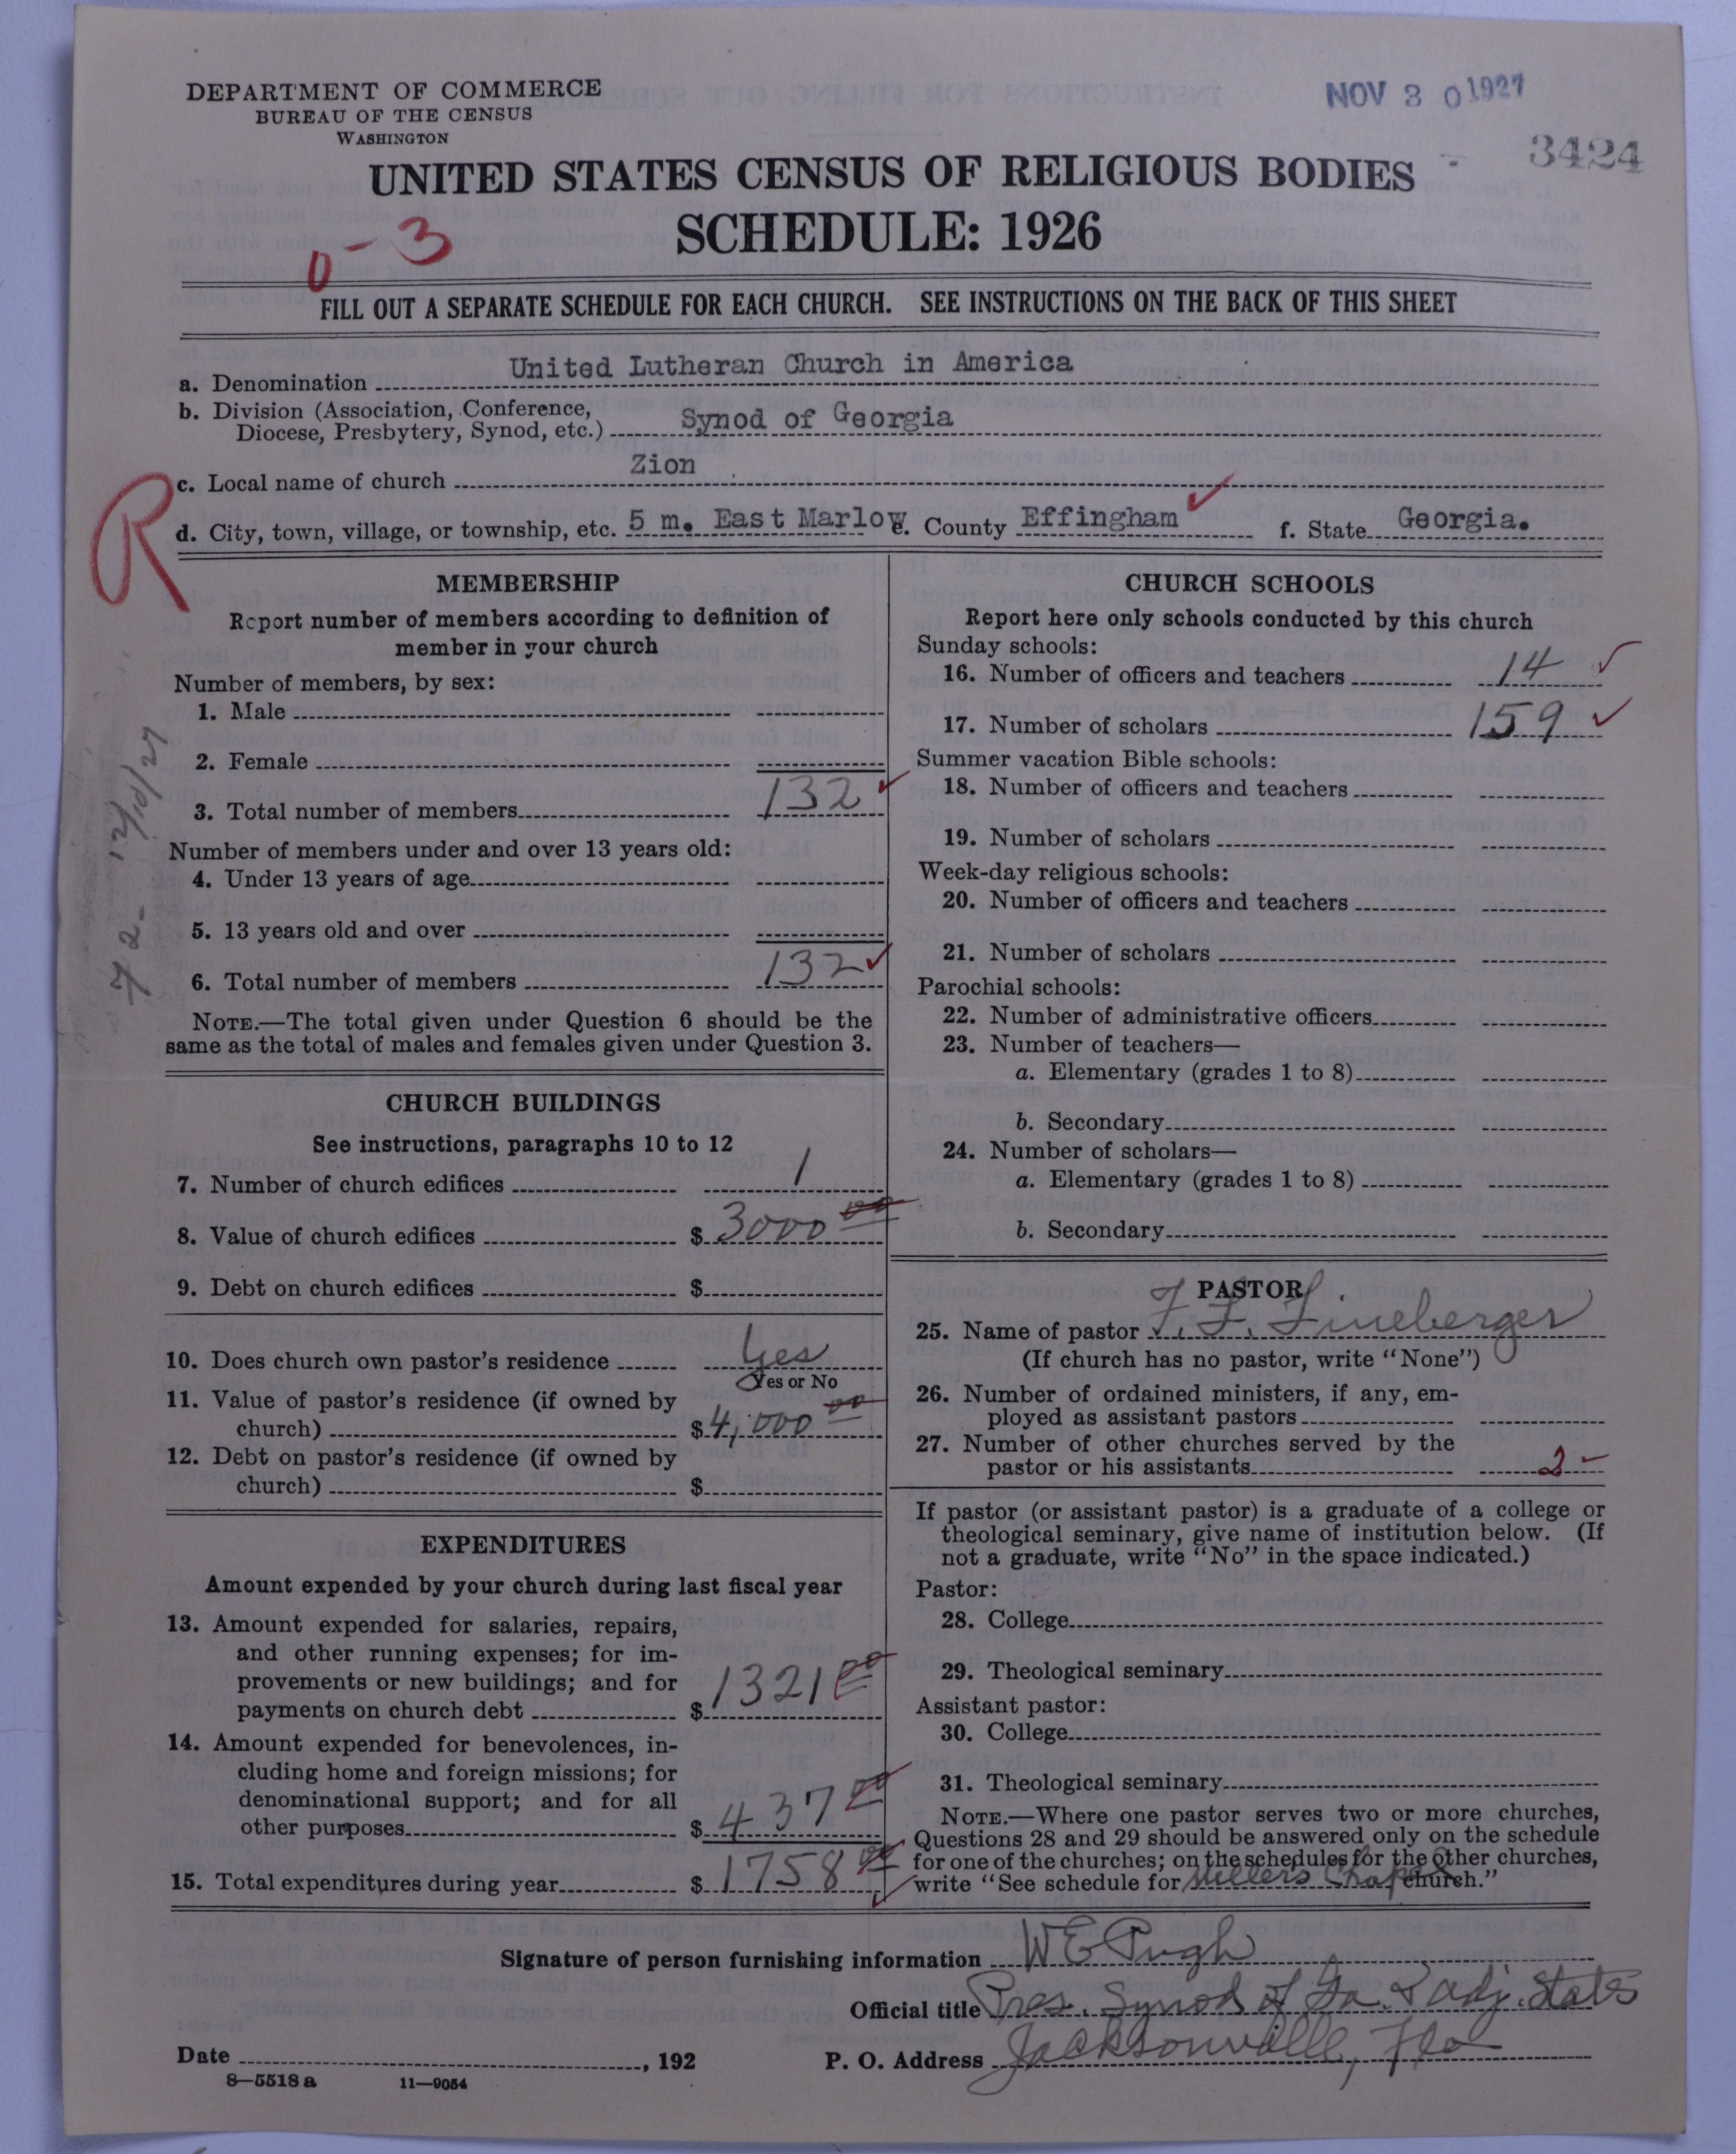 DEPARTMENT OF COMMERCE
BUREAU OF THE CENSUS
WASHINGTON
NOV 30 1927
3424
UNITED STATES CENSUS OF RELIGIOUS BODIES
SCHEDULE: 1926
0-3
FILL OUT A SEPARATE SCHEDULE FOR EACH CHURCH. SEE INSTRUCTIONS ON THE BACK OF THIS SHEET
a. Denomination United Lutheran Church in America
b. Division (Association, Conference,
Diocese, Presbytery, Synod, etc.) Synod of Georgia
c. Local name of church Zion
R
d. City, town, village, or township, etc. 5 m. East Marlow e. County Effingham f. State Georgia.
MEMBERSHIP
Report number of members according to definition of
member in your church
Number of members, by sex:
1. Male
2. Female
3. Total number of members 132
Number of members under and over 13 years old:
4. Under 13 years of age
5. 13 years old and over
6. Total number of members 132
NOTE.—The total given under Question 6 should be the
same as the total of males and females given under Question 3.
CHURCH BUILDINGS
See instructions, paragraphs 10 to 12
7. Number of church edifices 1
8. Value of church edifices $ 3000 00
9. Debt on church edifices $
10. Does church own pastor's residence Yes
Yes or No
11. Value of pastor's residence (if owned by
church) $ 4,000 00
12. Debt on pastor's residence (if owned by
church) $
EXPENDITURES
Amount expended by your church during last fiscal year
13. Amount expended for salaries, repairs,
and other running expenses; for im-
provements or new buildings; and for
payments on church debt $ 1321 00
14. Amount expended for benevolences, in-
cluding home and foreign missions; for
denominational support; and for all
other purposes $ 437 00
15. Total expenditures during year $ 1758 00
CHURCH SCHOOLS
Report here only schools conducted by this church
Sunday schools:
16. Number of officers and teachers 14
17. Number of scholars 159
Summer vacation Bible schools:
18. Number of officers and teachers
19. Number of scholars
Week-day religious schools:
20. Number of officers and teachers
21. Number of scholars
Parochial schools:
22. Number of administrative officers
23. Number of teachers—
a. Elementary (grades 1 to 8)
b. Secondary
24. Number of scholars—
a. Elementary (grades 1 to 8)
b. Secondary
PASTOR
25. Name of pastor F. L. Fineberger
(If church has no pastor, write "None")
26. Number of ordained ministers, if any, em-
ployed as assistant pastors
27. Number of other churches served by the
pastor or his assistants 2
If pastor (or assistant pastor) is a graduate of a college or
theological seminary, give name of institution below. (If
not a graduate, write "No" in the space indicated.)
Pastor:
28. College
29. Theological seminary
Assistant pastor:
30. College
31. Theological seminary
NOTE.—Where one pastor serves two or more churches,
Questions 28 and 29 should be answered only on the schedule
for one of the churches; on the schedules for the other churches,
write "See schedule for Chapel church."
Signature of person furnishing information W E Pugh
Official title Pres. Synod of Ga. & adj. States
Date , 192
P. O. Address Jacksonville, Fla
8—5518 a 11—9054